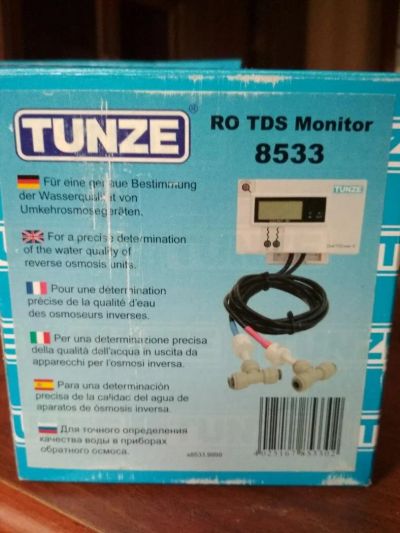 TUNZE®
RO TDS Monitor
8533
TUNZE
Für eine genaue Bestimmung
der Wasserqualität von
Umkehrosmosegeräten.
For a precise determination
of the water quality of
reverse osmosis units.
Pour une détermination
précise de la qualité d'eau
des osmoseurs inverses.
Per una determinazione precisa
della qualità dell'acqua in uscita da
apparecchi per l'osmosi inversa.
Para una determinación
precisa de la calidac del agua de
aparatos de ósmosis inversa.
Для точного определения
качества воды в приборах
обратного осмоса.
x8533.8888